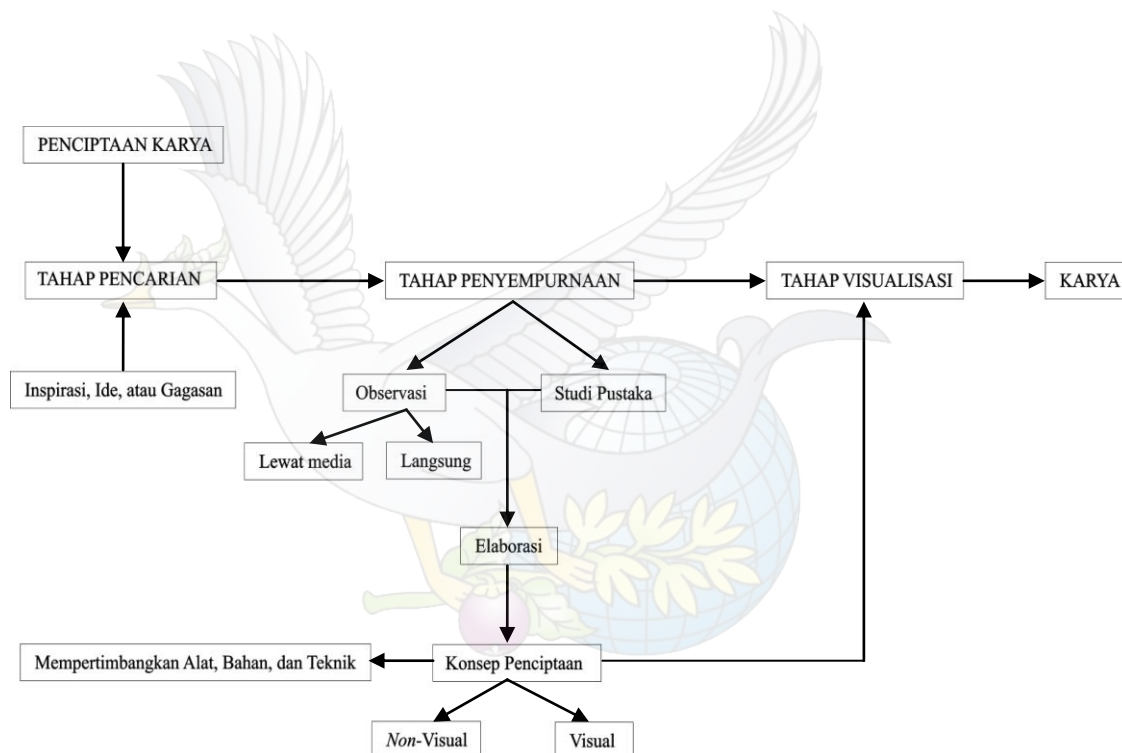 PENCIPTAAN KARYA
TAHAP PENCARIAN
TAHAP PENYEMPURNAAN
TAHAP VISUALISASI
KARYA
Inspirasi, Ide, atau Gagasan
Observasi
Studi Pustaka
Lewat media
Langsung
Elaborasi
Mempertimbangkan Alat, Bahan, dan Teknik
Konsep Penciptaan
Non-Visual
Visual